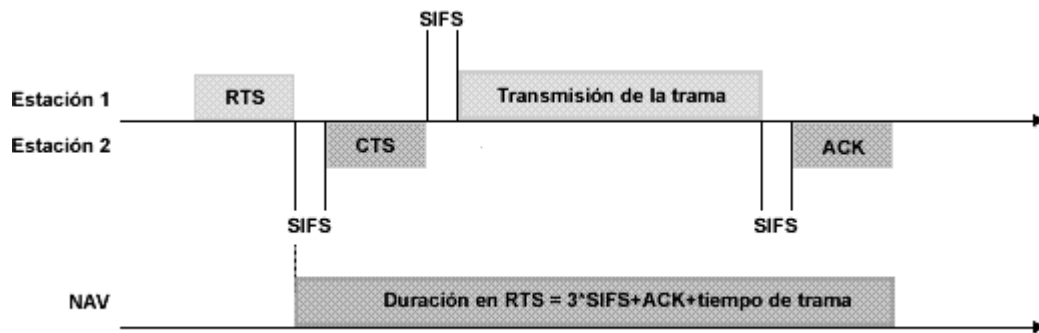 SIFS
Estación 1
RTS
Transmisión de la trama
Estación 2
CTS
ACK
SIFS
SIFS
NAV
Duración en RTS = 3*SIFS+ACK+tiempo de trama